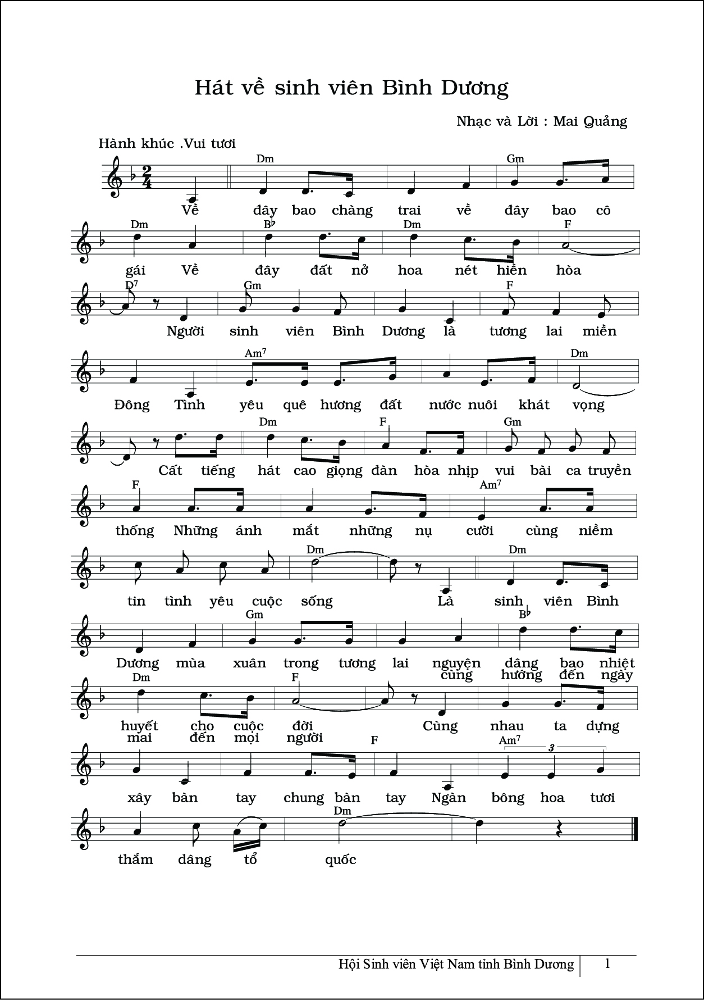 Hát về sinh viên Bình Dương
Nhạc và Lời : Mai Quảng
Hành khúc .Vui tươi
Dm Gm
2
4
Về đây bao chàng trai về đây bao cô
Dm B♭ Dm F
gái Về đây đất nở hoa nét hiền hòa
D7 Gm F
Người sinh viên Bình Dương là tương lai miền
Am7 Dm
Đông Tình yêu quê hương đất nước nuôi khát vọng
Dm F Gm
Cất tiếng hát cao giọng đàn hòa nhịp vui bài ca truyền
F Am7
thống Những ánh mắt những nụ cười cùng niềm
Dm Dm
tin tình yêu cuộc sống Là sinh viên Bình
Gm B♭
Dương mùa xuân trong tương lai nguyện dâng bao nhiệt
cùng hướng đến ngày
Dm F
huyết cho cuộc đời Cùng nhau ta dựng
mai đến mọi người
F Am7
3
xây bàn tay chung bàn tay Ngàn bông hoa tươi
Dm
thắm dâng tổ quốc
Hội Sinh viên Việt Nam tỉnh Bình Dương 1